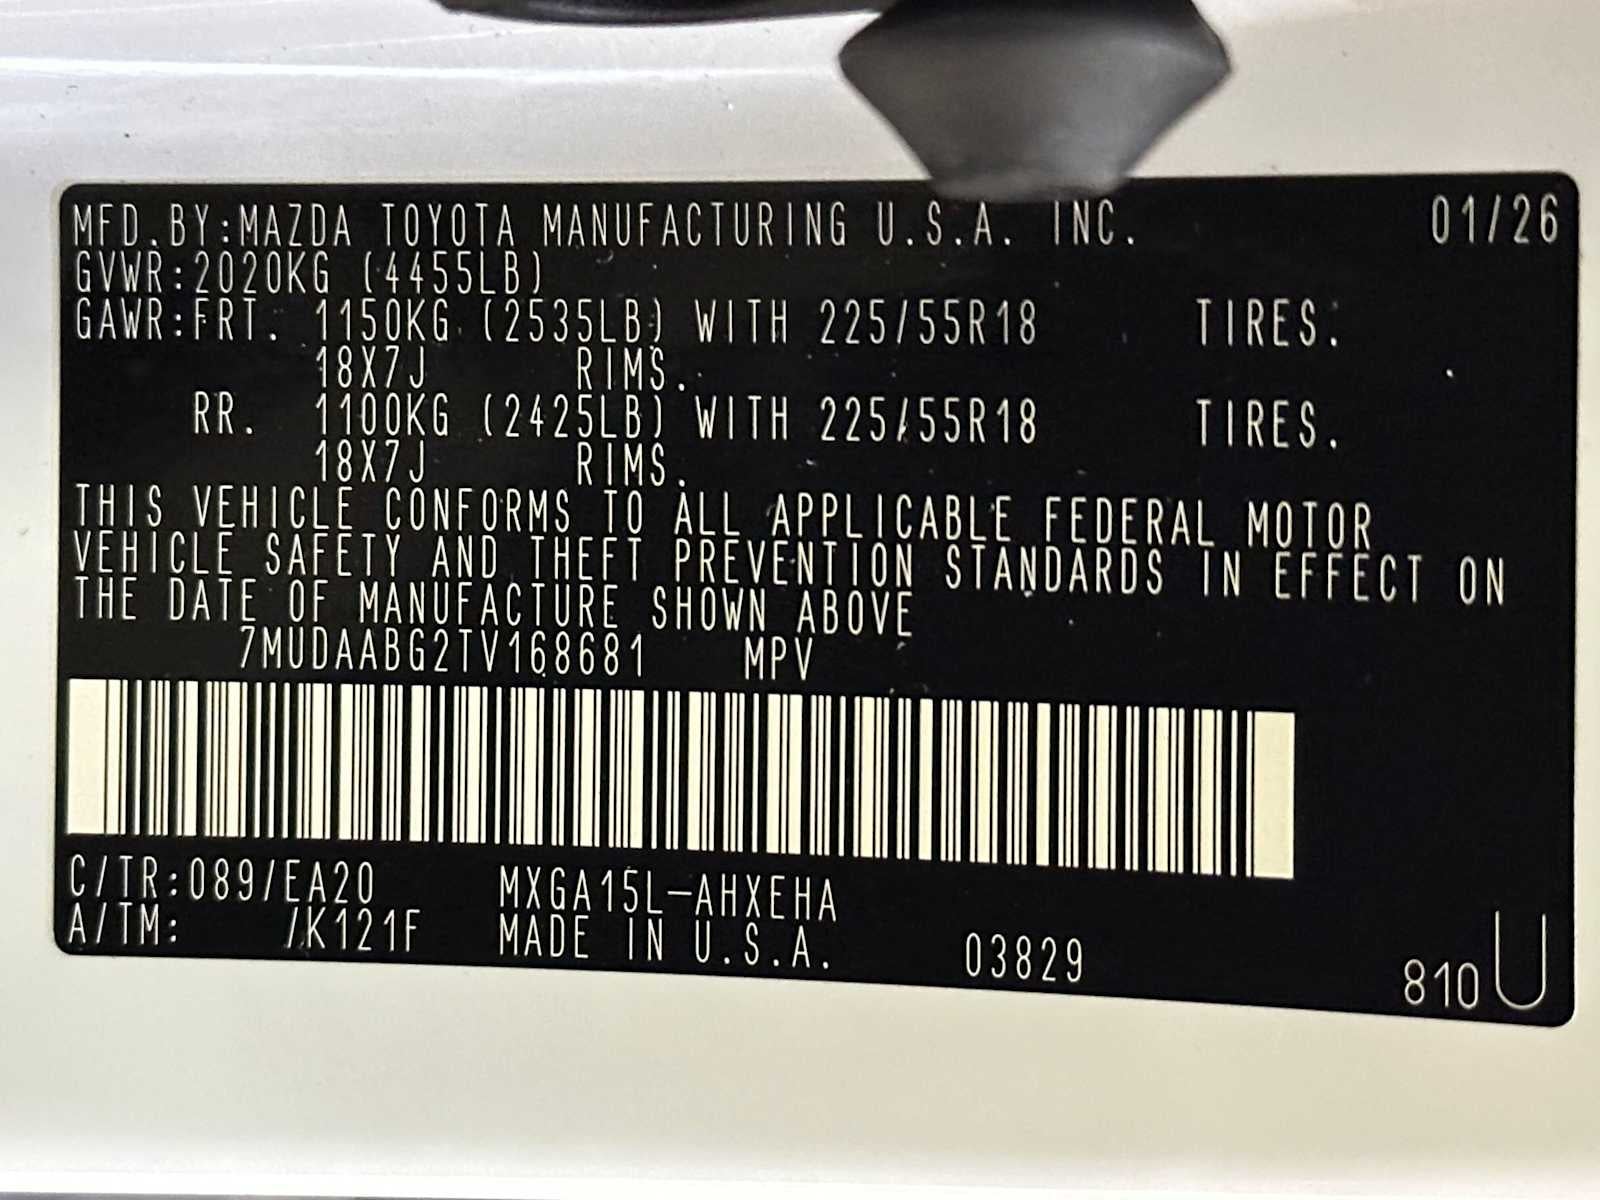 MFD.BY:MAZDA TOYOTA MANUFACTURING U.S.A. INC. 01/26
GVWR:2020KG (4455LB)
GAWR:FRT. 1150KG (2535LB) WITH 225/55R18 TIRES.
18X7J RIMS.
RR. 1100KG (2425LB) WITH 225/55R18 TIRES.
18X7J RIMS.
THIS VEHICLE CONFORMS TO ALL APPLICABLE FEDERAL MOTOR
VEHICLE SAFETY AND THEFT PREVENTION STANDARDS IN EFFECT ON
THE DATE OF MANUFACTURE SHOWN ABOVE
7MUDAABG2TV168681 MPV
C/TR:089/EA20 MXGA15L-AHXEHA
A/TM: /K121F MADE IN U.S.A. 03829
810 U